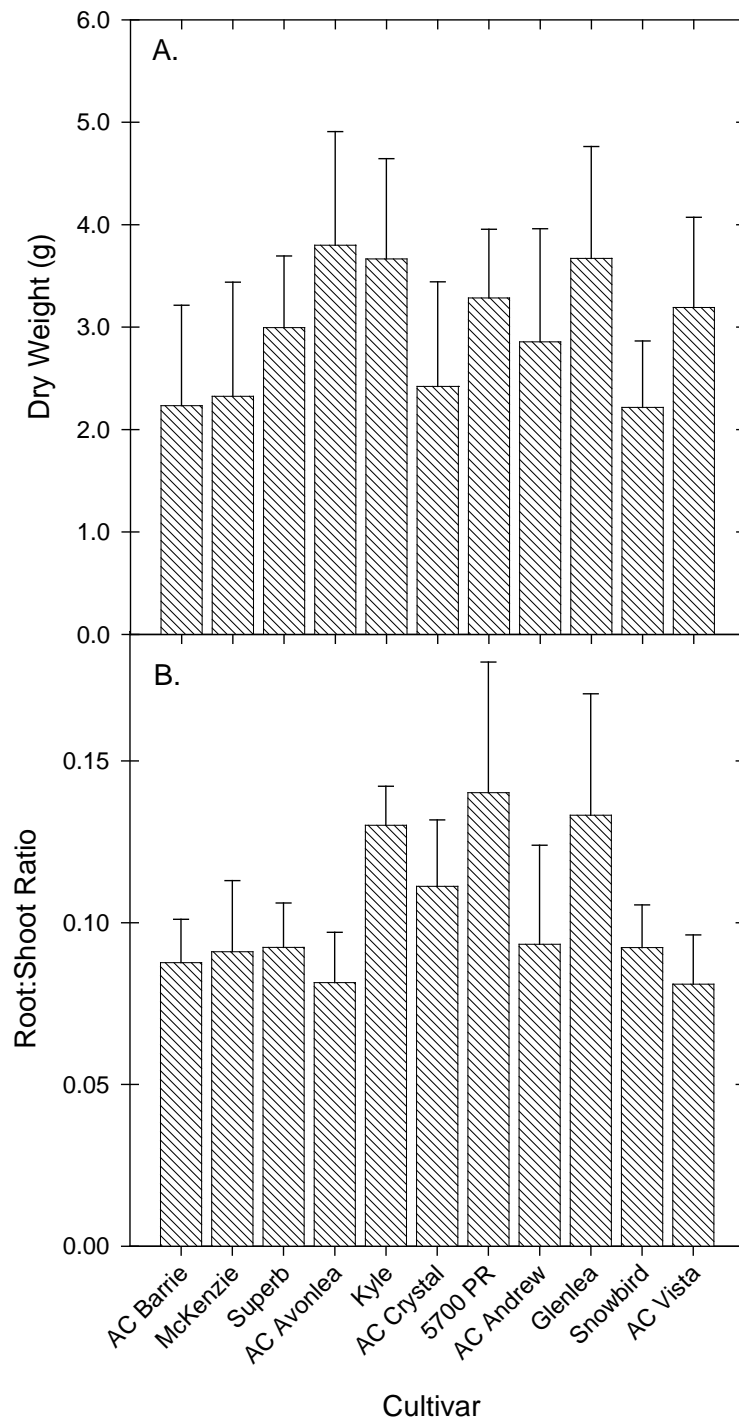 A.
6.0
5.0
4.0
3.0
2.0
1.0
0.0
Dry Weight (g)
B.
0.15
0.10
0.05
0.00
Root:Shoot Ratio
AC Barrie
McKenzie
Superb
AC Avonlea
Kyle
AC Crystal
5700 PR
AC Andrew
Glenlea
Snowbird
AC Vista
Cultivar